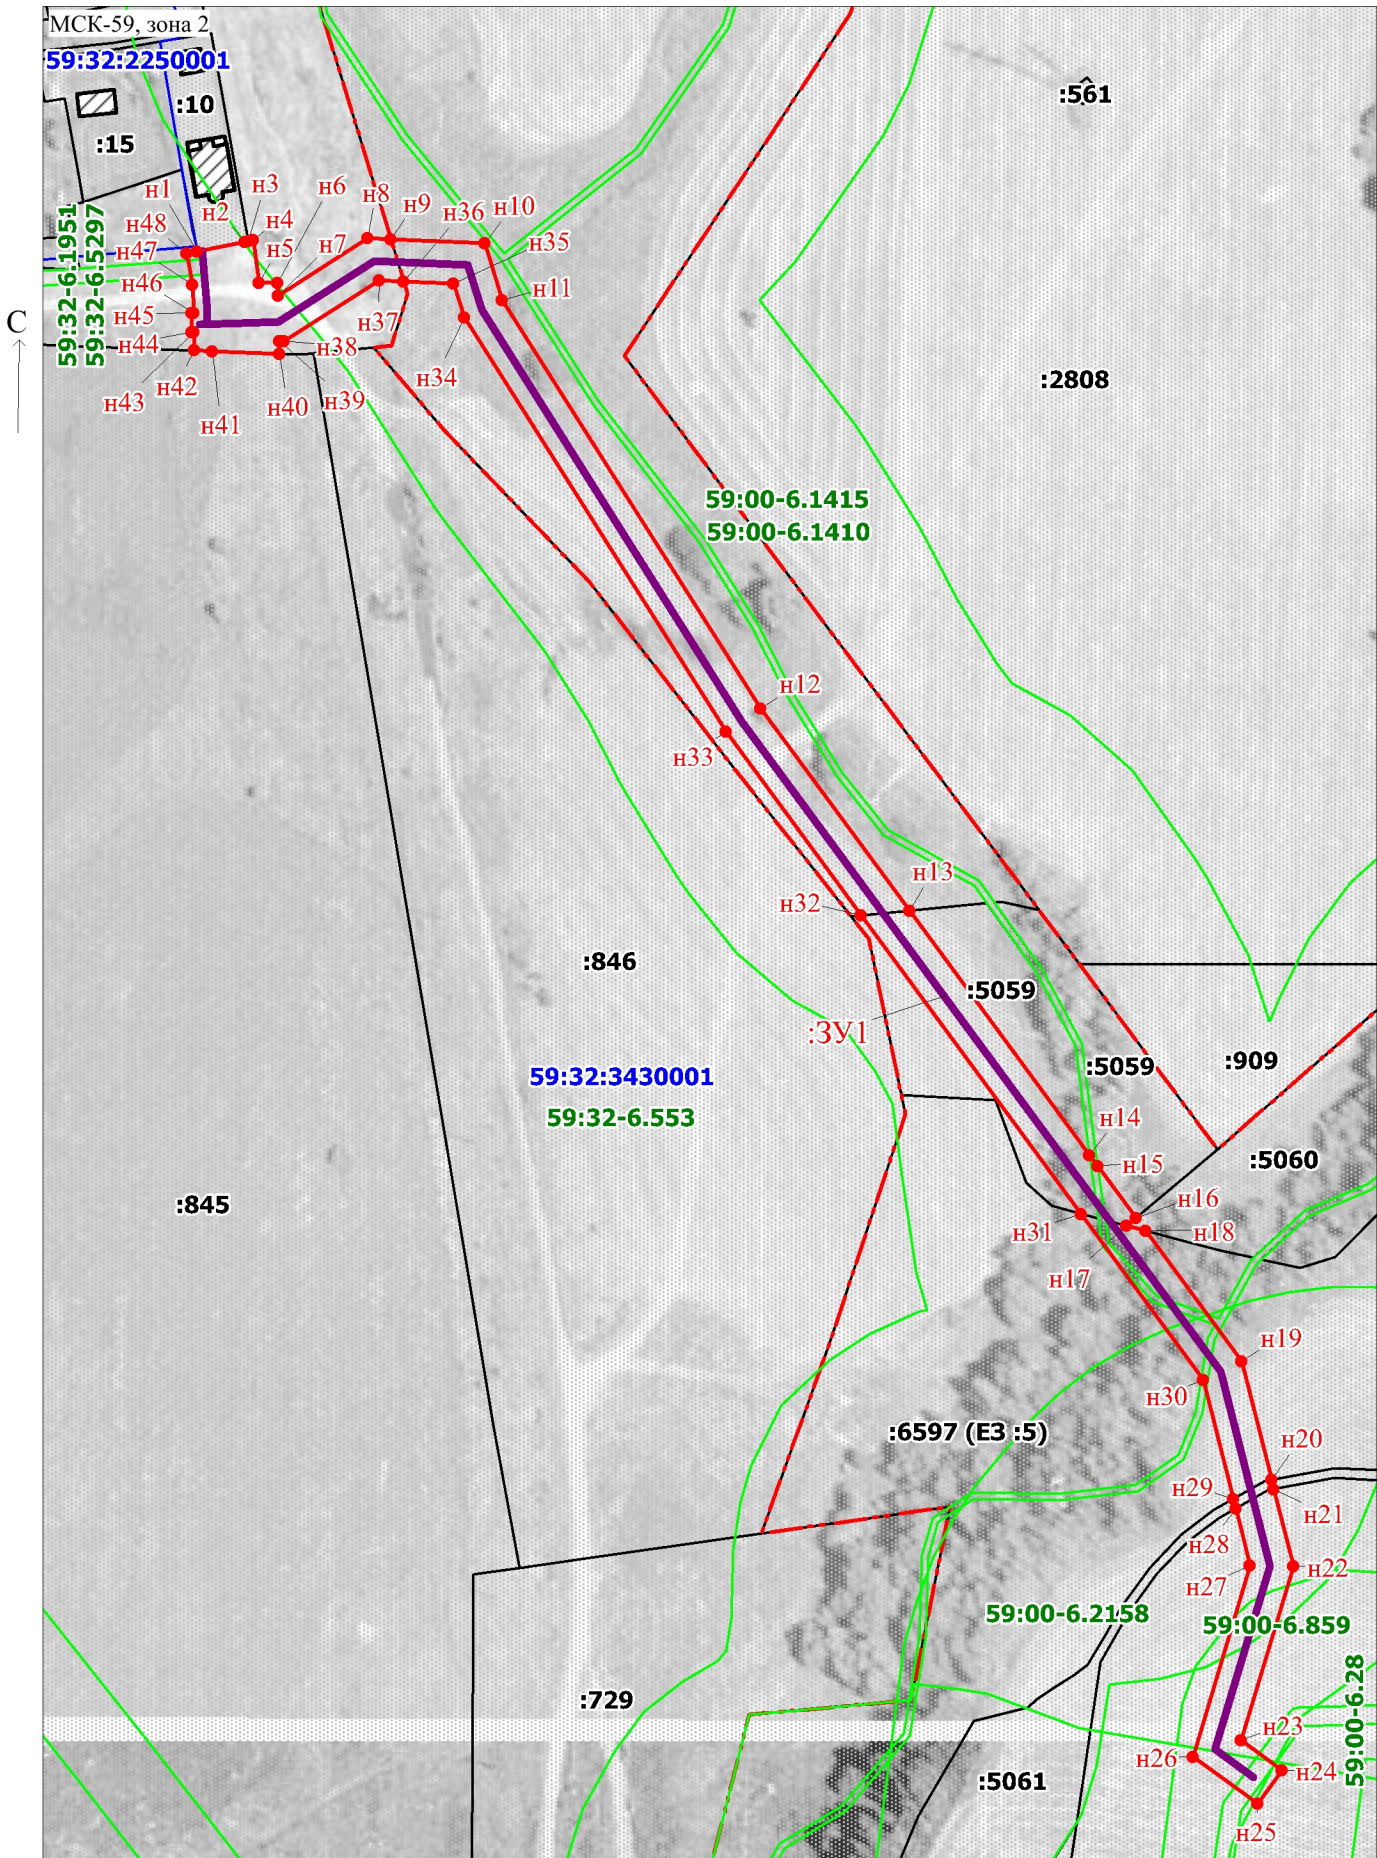 МСК-59, зона 2
59:32:2250001
:10
:15
:561
н1
н2
н3
н4
н5
н6
н7
н8
н9
н36
н10
н35
н48
н47
н46
н45
н44
н11
59:32-6.1951
59:32-6.5297
С
н37
н38
н34
н43
н42
н41
н40
н39
:2808
59:00-6.1415
59:00-6.1410
н12
н33
н13
н32
:846
:5059
:ЗУ1
59:32:3430001
59:32-6.553
:5059
:909
н14
н15
:5060
:845
н16
н31
н18
н17
н19
н30
:6597 (ЕЗ :5)
н20
н29
н21
н28
н27
н22
59:00-6.2158
59:00-6.859
59:00-6.28
:729
н23
н26
н24
:5061
н25